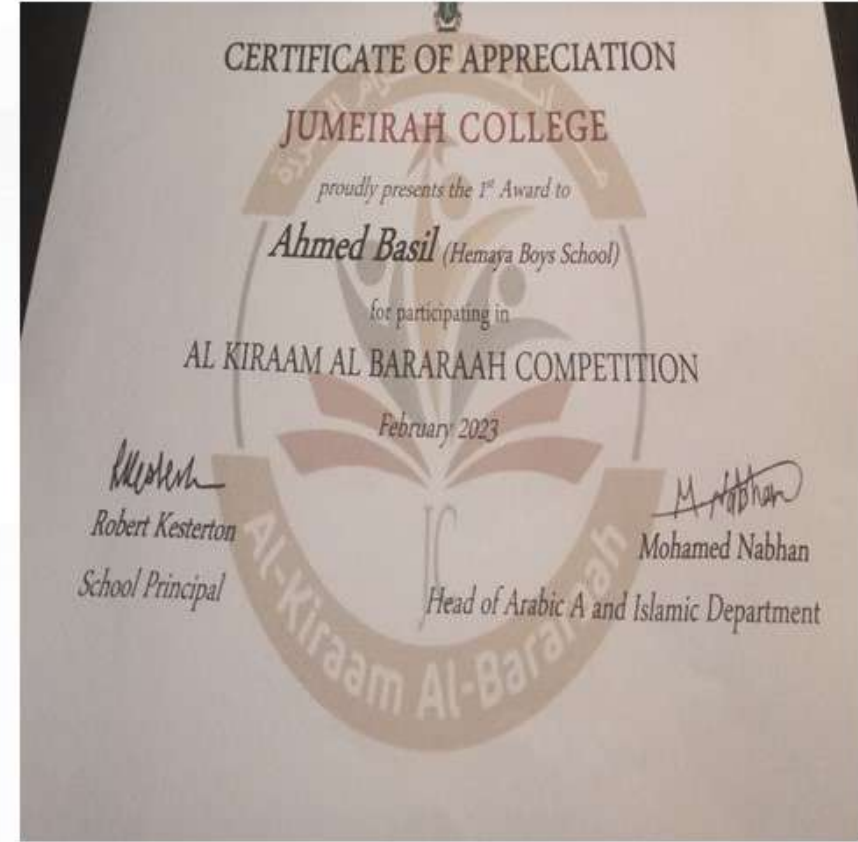 CERTIFICATE OF APPRECIATION
JUMEIRAH COLLEGE
proudly presents the 1st Award to
Ahmed Basil (Hemaya Boys School)
for participating in
AL KIRAAM AL BARARAAH COMPETITION
February 2023
Robert Kesterton
School Principal
M Nabhan
Mohamed Nabhan
Head of Arabic A and Islamic Department
JC
Al-Kiraam Al-Bararaah